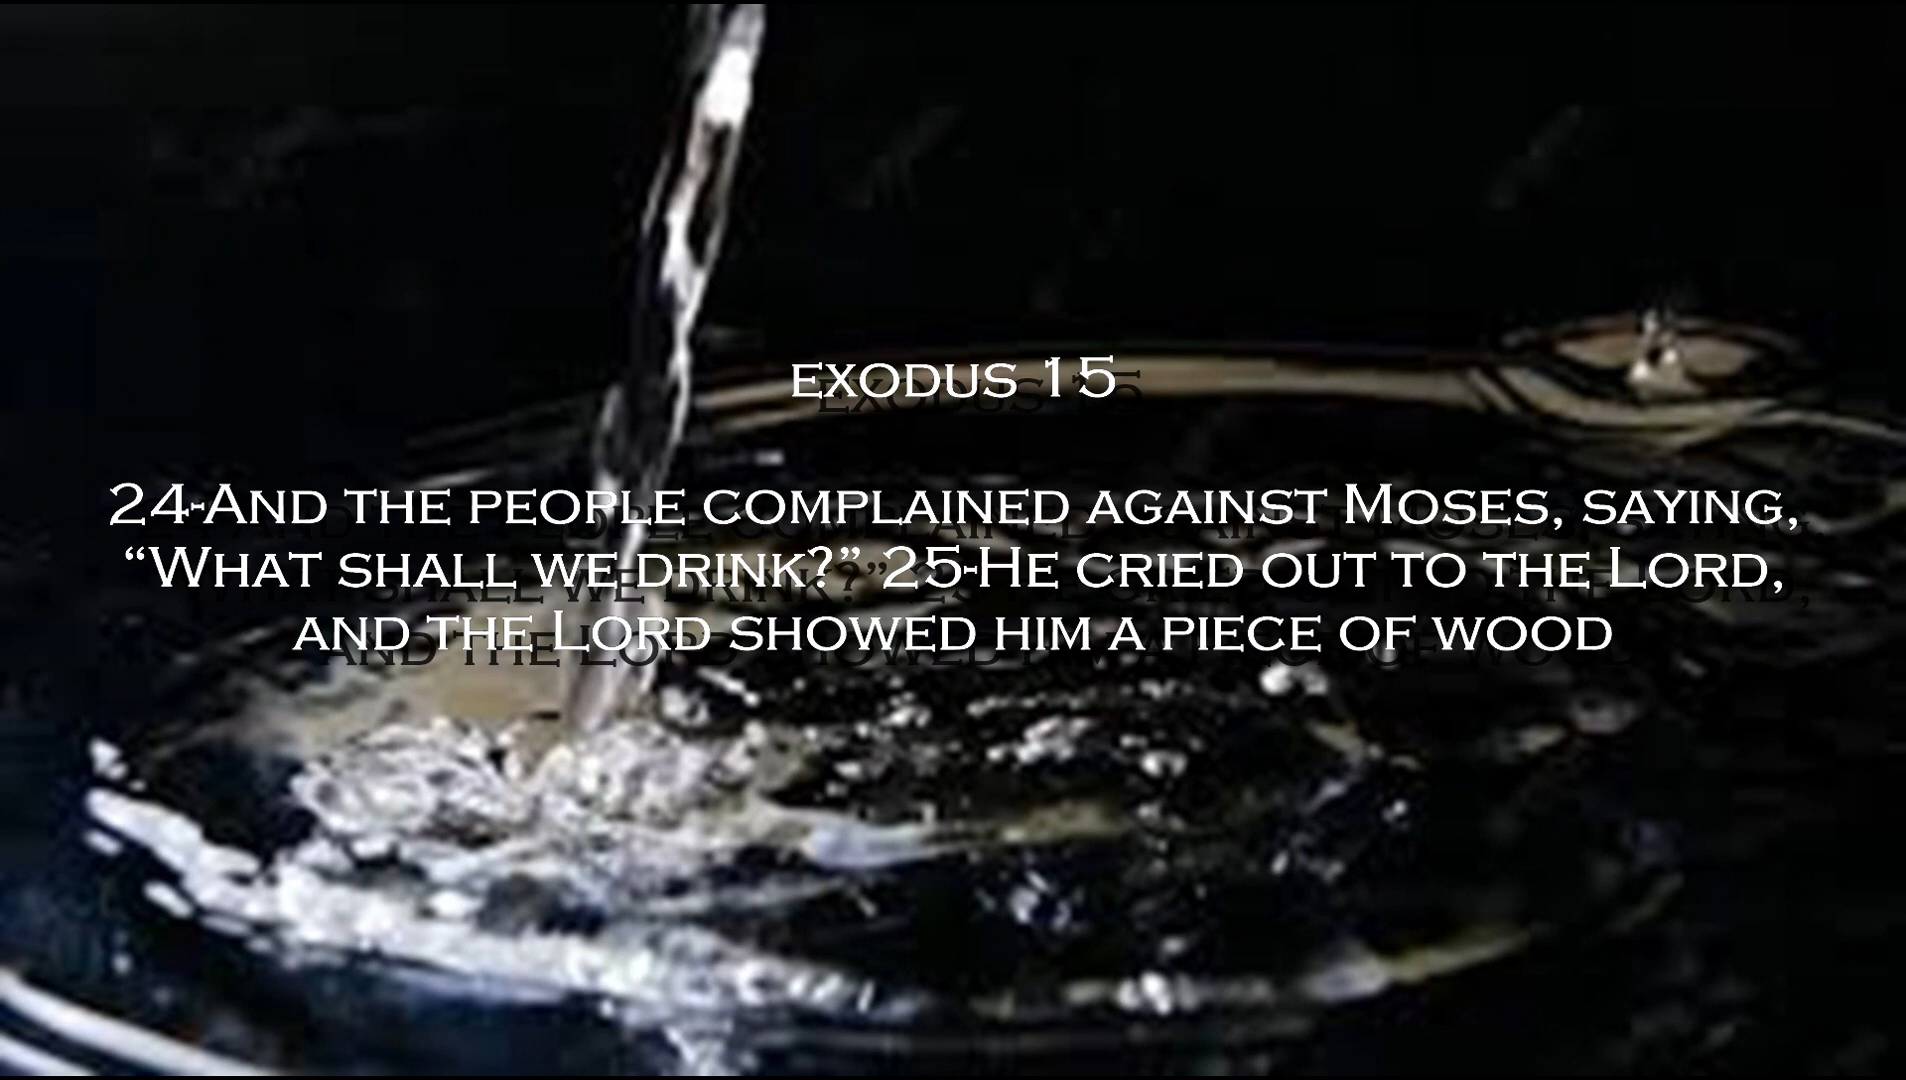 EXODUS 15
24-And the people complained against Moses, saying,
“What shall we drink?” 25-He cried out to the Lord,
and the Lord showed him a piece of wood